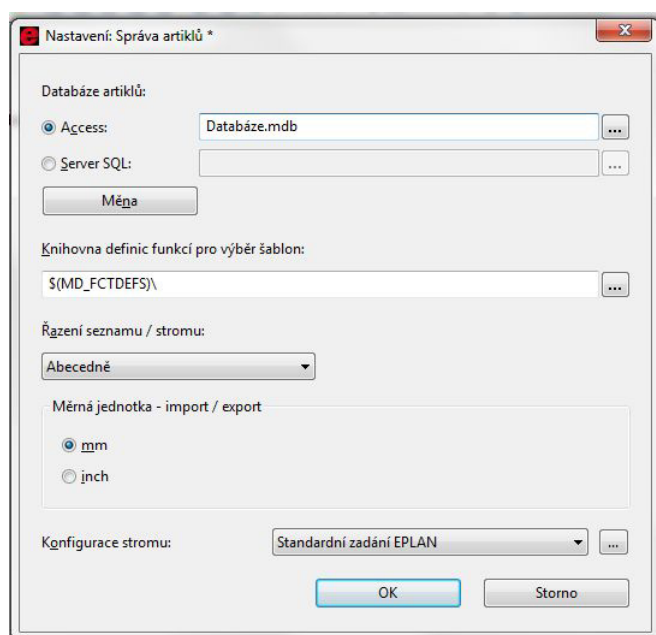 Nastavení: Správa artiklů *
Databáze artiklů:
Access: Databáze.mdb ...
Server SQL: ...
Měna
Knihovna definic funkcí pro výběr šablon:
$(MD_FCTDEFS)\ ...
Řazení seznamu / stromu:
Abecedně
Měrná jednotka - import / export
mm
inch
Konfigurace stromu: Standardní zadání EPLAN ...
OK Storno